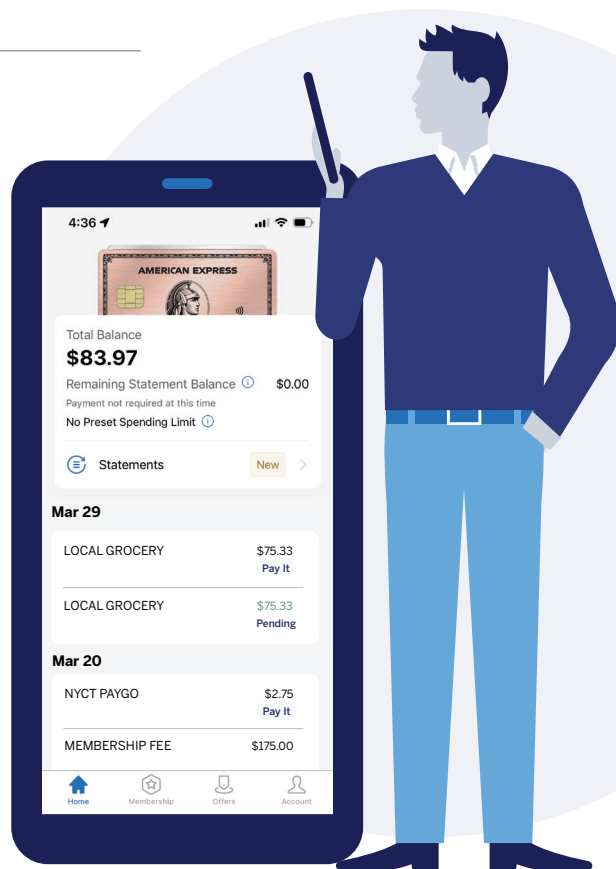 4:36
AMERICAN EXPRESS
Total Balance
$83.97
Remaining Statement Balance $0.00
Payment not required at this time
No Preset Spending Limit
Statements New
Mar 29
LOCAL GROCERY $75.33
Pay It
LOCAL GROCERY $75.33
Pending
Mar 20
NYCT PAYGO $2.75
Pay It
MEMBERSHIP FEE $175.00
Home Membership Offers Account